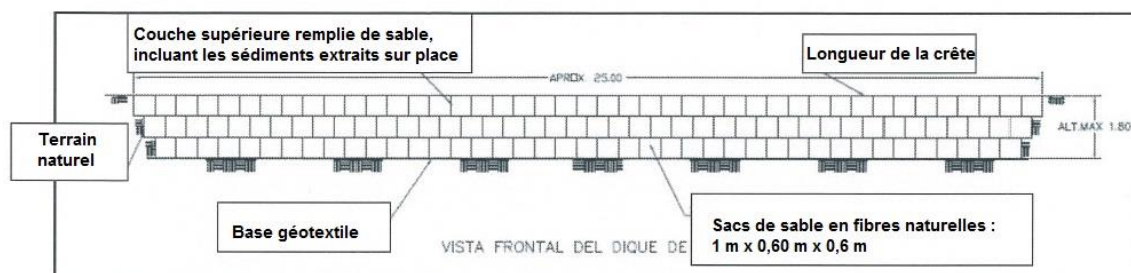 Couche supérieure remplie de sable,
incluant les sédiments extraits sur place
Longueur de la crête
APROX 25.00
Terrain
naturel
ALT.MAX 1.80
Base géotextile
Sacs de sable en fibres naturelles :
1 m x 0,60 m x 0,6 m
VISTA FRONTAL DEL DIQUE DE